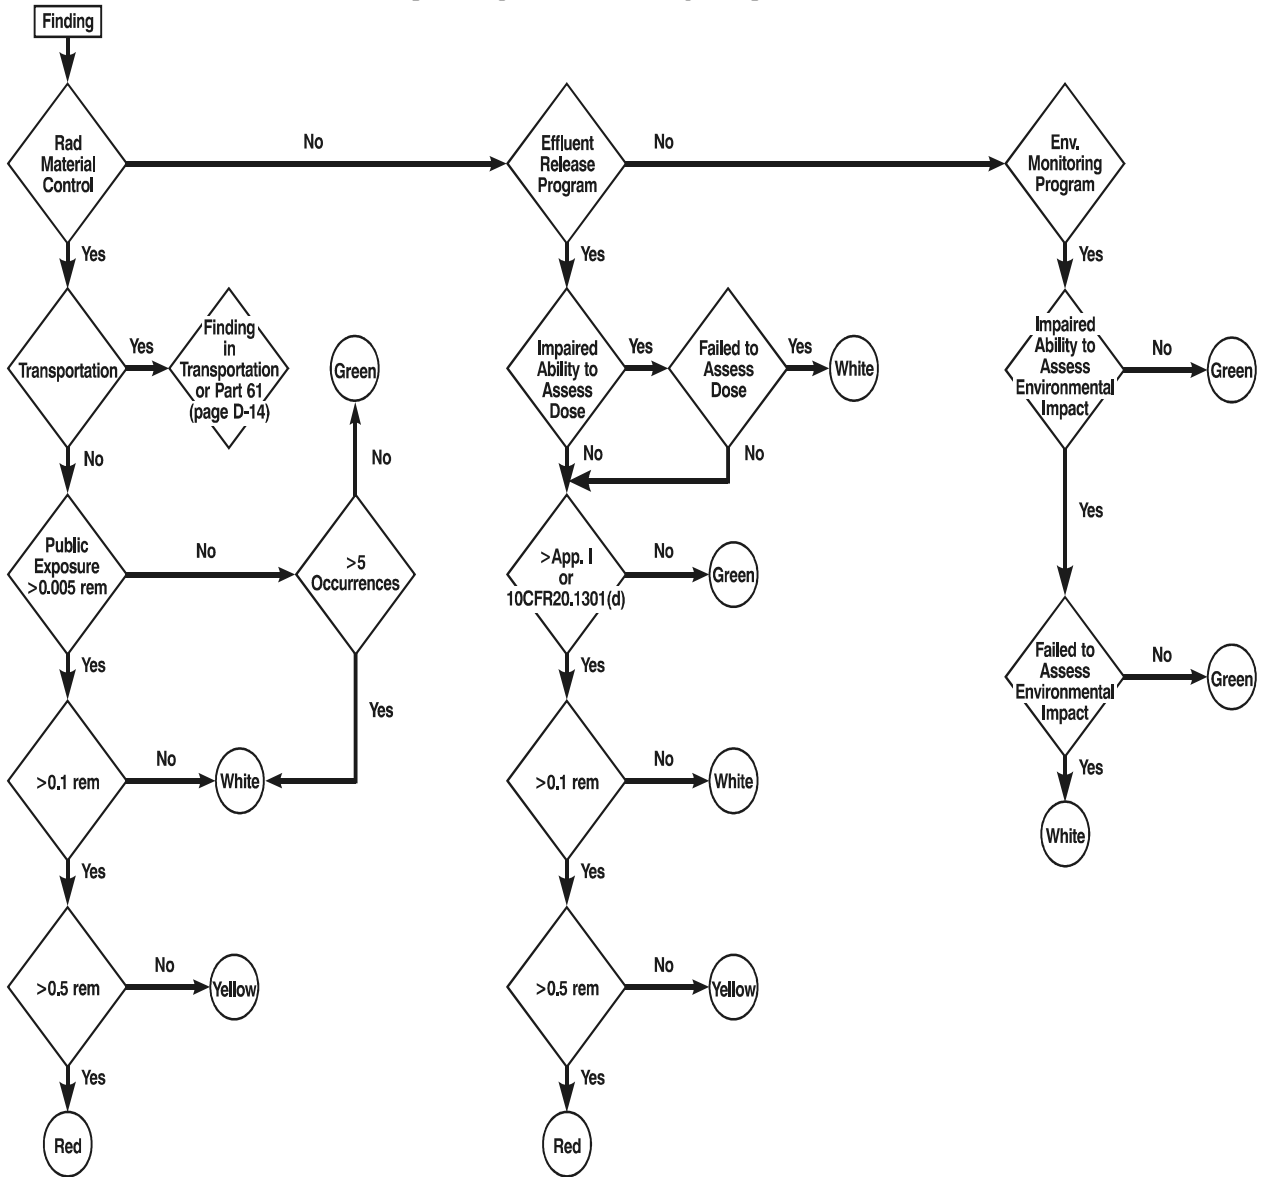 Finding
Rad
Material
Control
No
Effluent
Release
Program
No
Env.
Monitoring
Program
Yes
Yes
Yes
Transportation
Yes
Finding
in
Transportation
or Part 61
(page D-14)
Green
Impaired
Ability to
Assess
Dose
Yes
Failed to
Assess
Dose
Yes
White
Impaired
Ability to
Assess
Environmental
Impact
No
Green
No
No
No
No
Yes
Public
Exposure
>0.005 rem
No
>5
Occurrences
>App. I
or
10CFR20.1301(d)
No
Green
Yes
Yes
Yes
Failed to
Assess
Environmental
Impact
No
Green
>0.1 rem
No
White
>0.1 rem
No
White
Yes
White
Yes
Yes
>0.5 rem
No
Yellow
>0.5 rem
No
Yellow
Yes
Yes
Red
Red